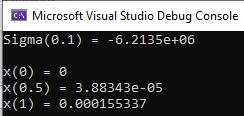 Microsoft Visual Studio Debug Console
Sigma(0.1) = -6.2135e+06
x(0) = 0
x(0.5) = 3.88343e-05
x(1) = 0.000155337